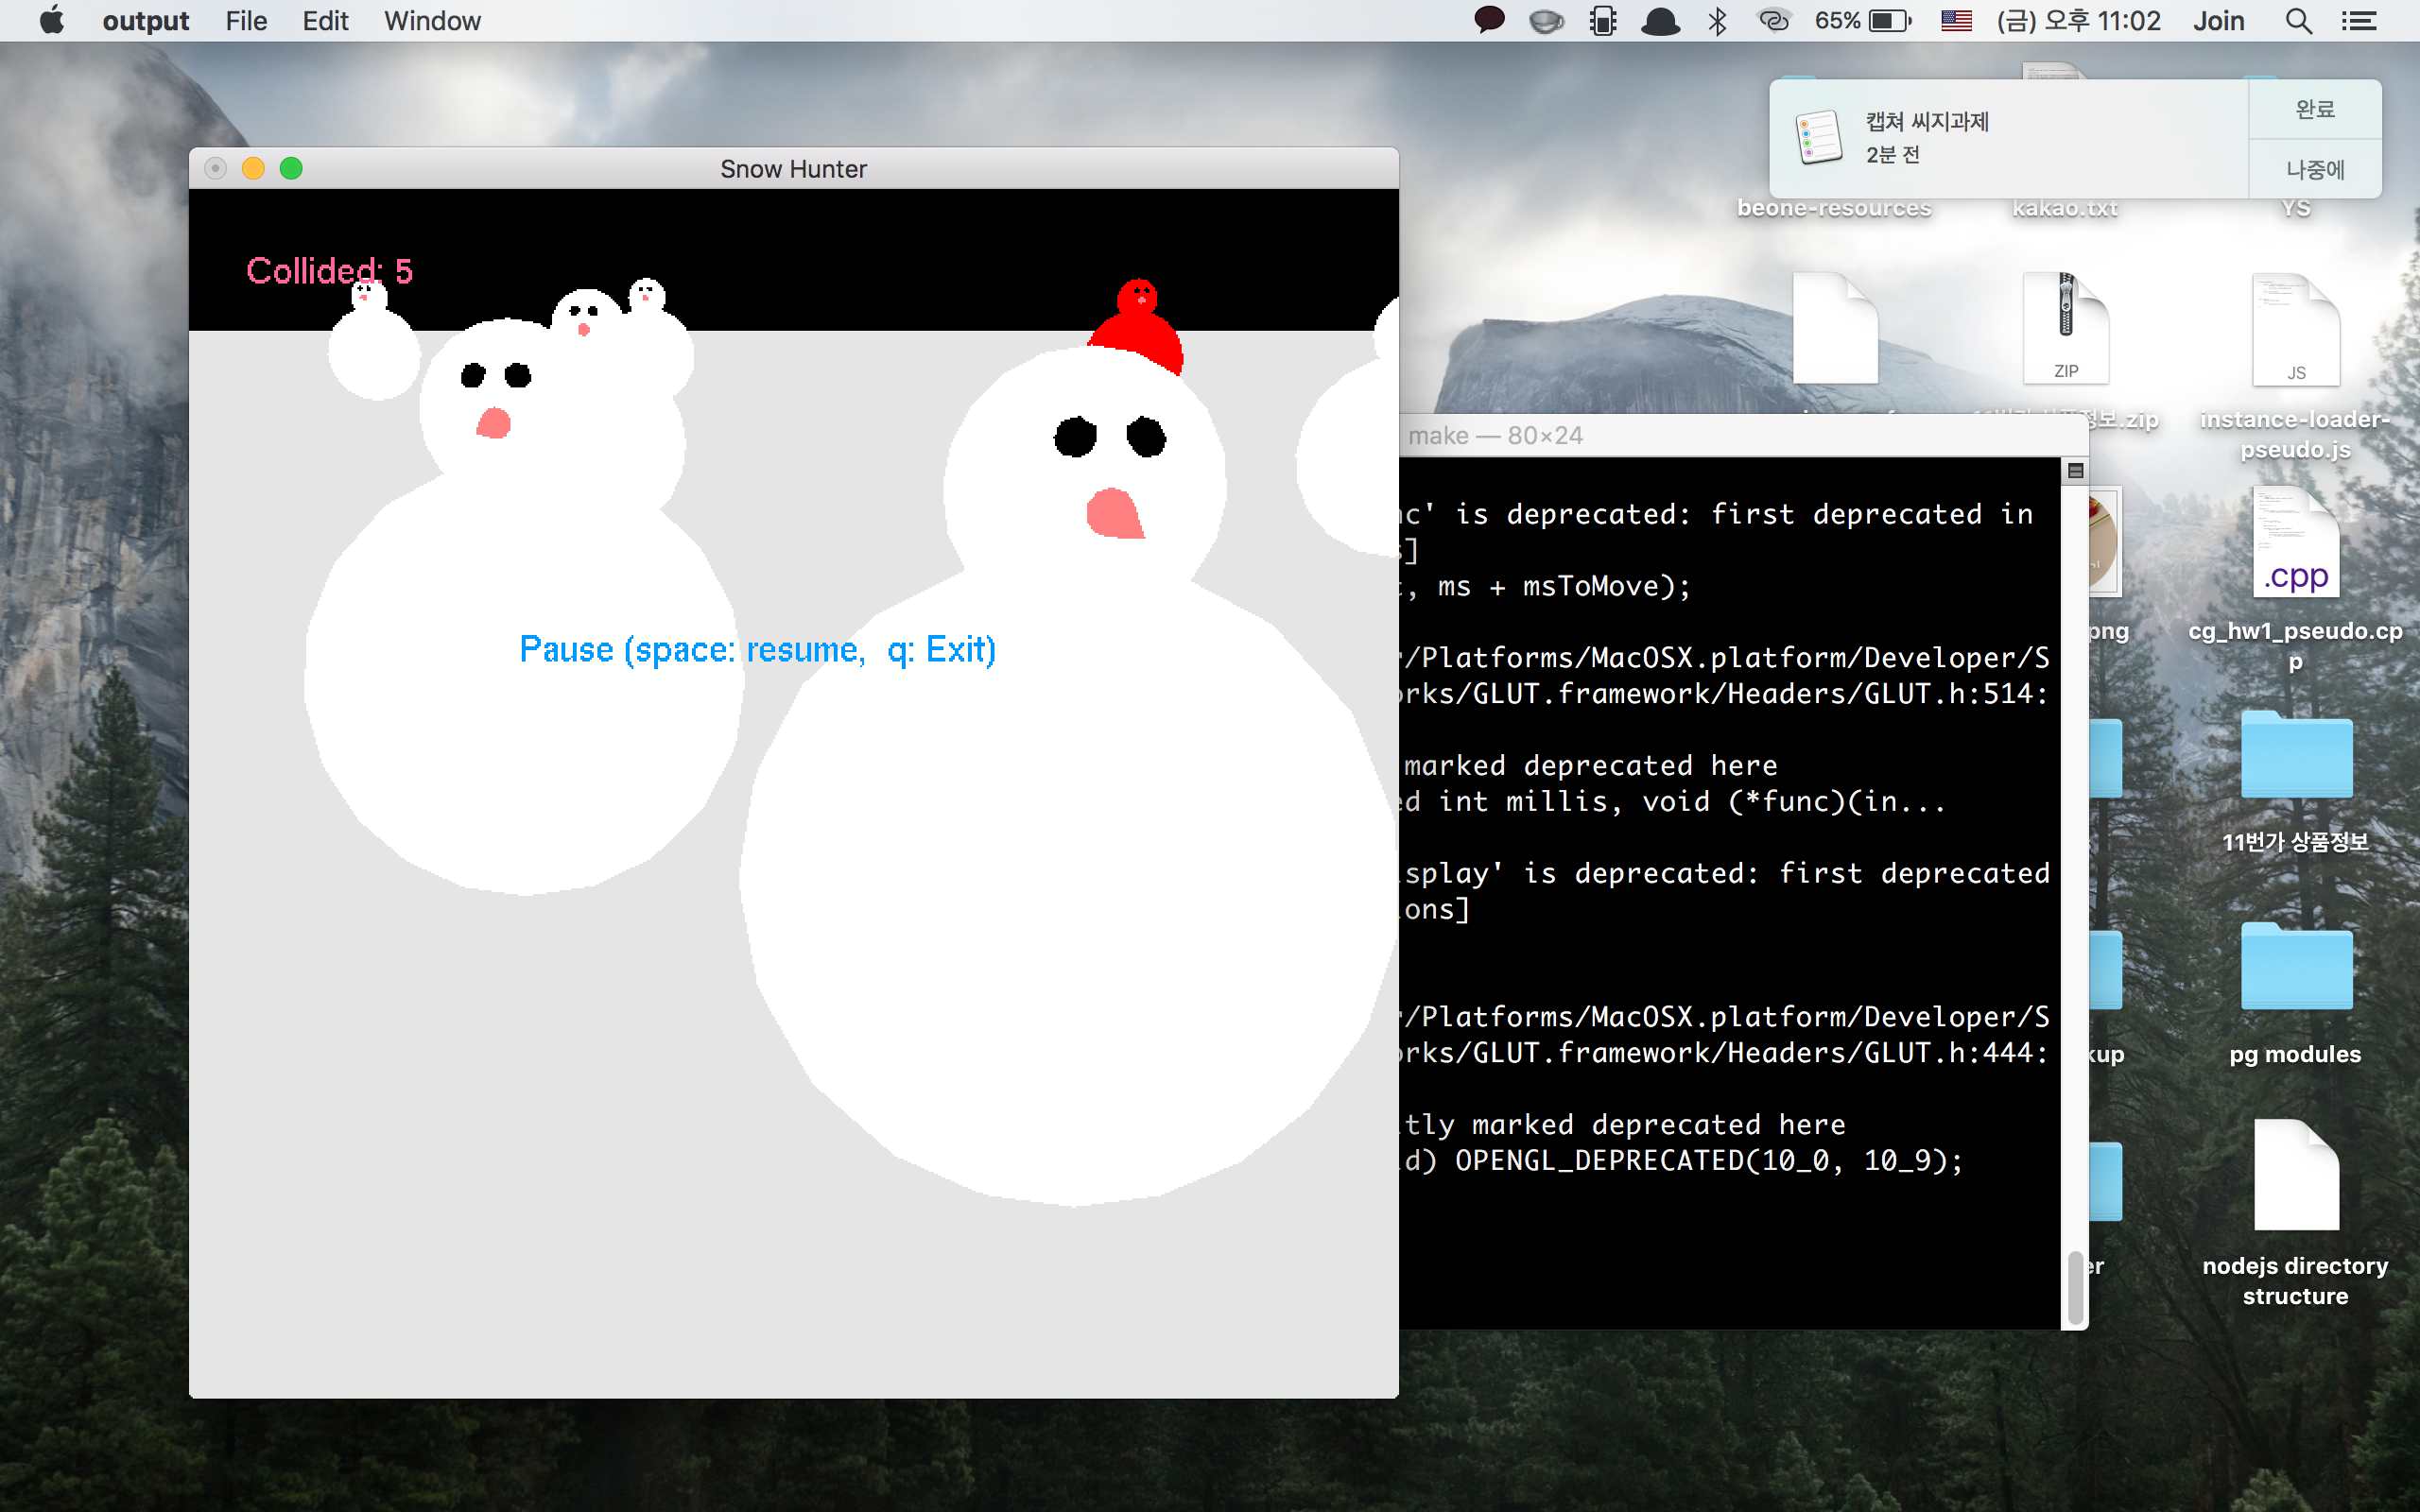 output File Edit Window
65% (금) 오후 11:02 Join
캡쳐 씨지과제
2분 전
완료
나중에
beone-resources
kakao.txt
YS
Snow Hunter
Collided: 5
Pause (space: resume, q: Exit)
make — 80×24
' is deprecated: first deprecated in
]
, ms + msToMove);
/Platforms/MacOSX.platform/Developer/S
rks/GLUT.framework/Headers/GLUT.h:514:
marked deprecated here
d int millis, void (*func)(in...
splay' is deprecated: first deprecated
ons]
/Platforms/MacOSX.platform/Developer/S
rks/GLUT.framework/Headers/GLUT.h:444:
tly marked deprecated here
d) OPENGL_DEPRECATED(10_0, 10_9);
ZIP
보.zip
JS
instance-loader-
pseudo.js
.cpp
png
cg_hw1_pseudo.cp
p
11번가 상품정보
kup
pg modules
er
nodejs directory
structure